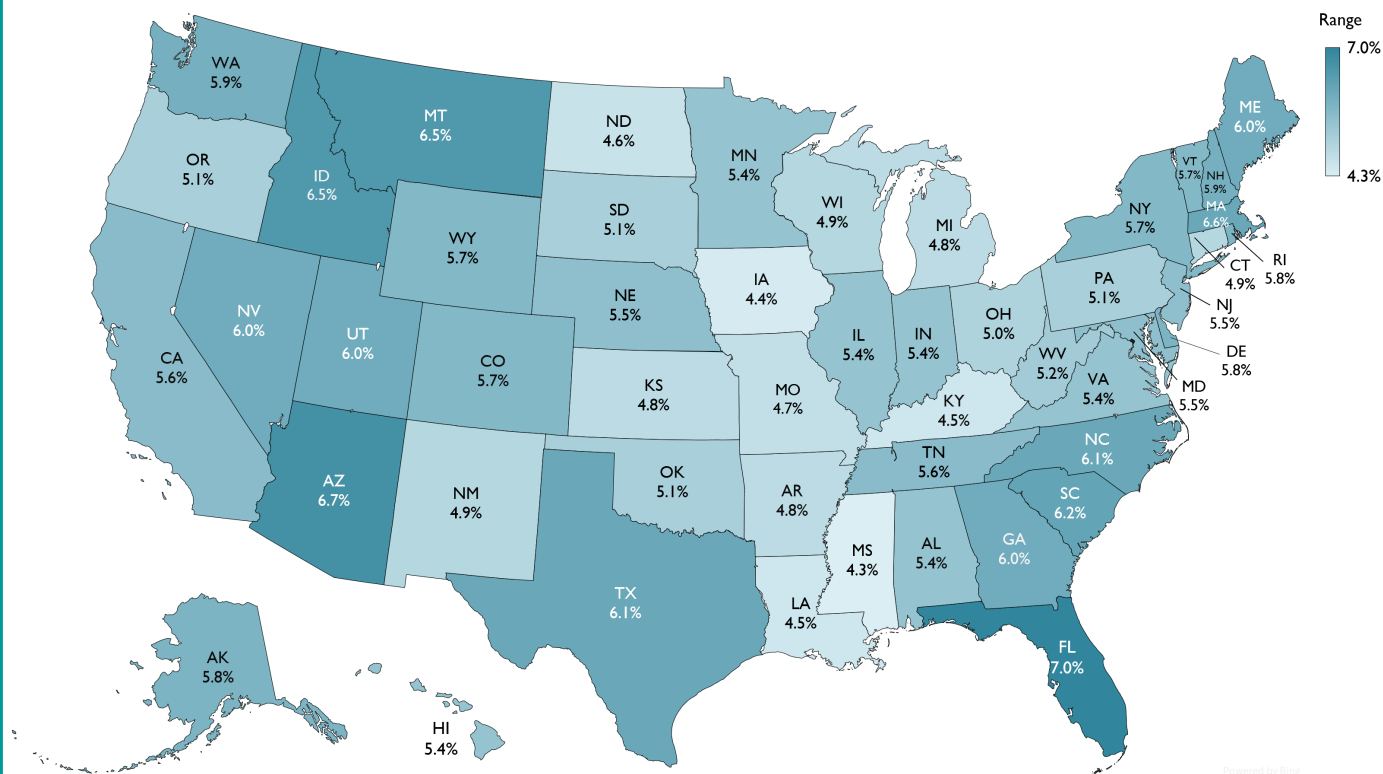 Range
7.0%
4.3%
WA
5.9%
OR
5.1%
CA
5.6%
NV
6.0%
ID
6.5%
MT
6.5%
WY
5.7%
UT
6.0%
CO
5.7%
AZ
6.7%
NM
4.9%
ND
4.6%
SD
5.1%
NE
5.5%
KS
4.8%
OK
5.1%
TX
6.1%
MN
5.4%
IA
4.4%
MO
4.7%
AR
4.8%
LA
4.5%
WI
4.9%
IL
5.4%
MI
4.8%
IN
5.4%
OH
5.0%
KY
4.5%
TN
5.6%
MS
4.3%
AL
5.4%
GA
6.0%
FL
7.0%
SC
6.2%
NC
6.1%
VA
5.4%
WV
5.2%
PA
5.1%
NY
5.7%
VT
5.7%
NH
5.9%
ME
6.0%
MA
6.6%
RI
5.8%
CT
4.9%
NJ
5.5%
DE
5.8%
MD
5.5%
AK
5.8%
HI
5.4%
Powered by Bing